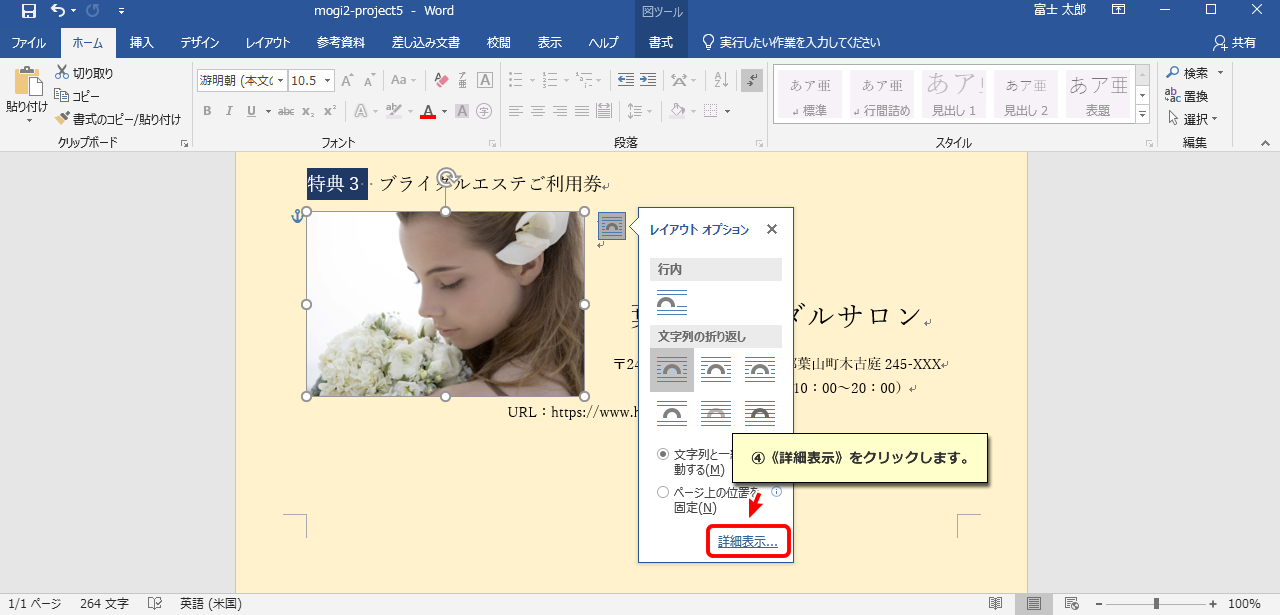 mogi2-project5 - Word
図ツール
富士 太郎
ファイル ホーム 挿入 デザイン レイアウト 参考資料 差し込み文書 校閲 表示 ヘルプ 書式 実行したい作業を入力してください 共有
貼り付け
切り取り
コピー
書式のコピー/貼り付け
クリップボード
游明朝 (本文の 10.5
フォント
段落
あア亜 あア亜 あア亜 あア亜 あア亜
標準 行間詰め 見出し 1 見出し 2 表題
スタイル
検索
置換
選択
編集
特典 3 ブライダルエステご利用券
レイアウト オプション
行内
文字列の折り返し
ダルサロン
〒24
葉山町木古庭 245-XXX
10：00～20：00）
URL：https://www.h
文字列と一
動する(M)
ページ上の位置を
固定(N)
④《詳細表示》をクリックします。
詳細表示...
1/1 ページ 264 文字 英語 (米国) 100%